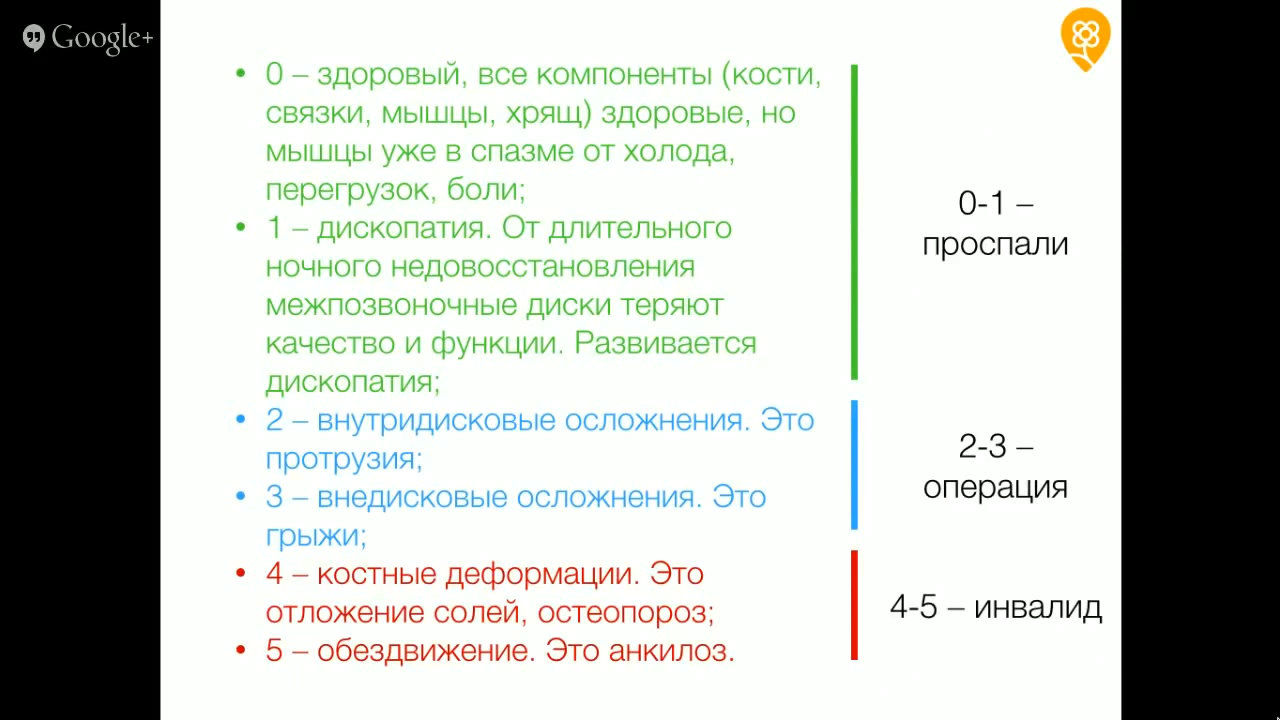 Google+
• 0 – здоровый, все компоненты (кости,
связки, мышцы, хрящ) здоровые, но
мышцы уже в спазме от холода,
перегрузок, боли;
• 1 – дископатия. От длительного
ночного недовосстановления
межпозвоночные диски теряют
качество и функции. Развивается
дископатия;
• 2 – внутридисковые осложнения. Это
протрузия;
• 3 – внедисковые осложнения. Это
грыжи;
• 4 – костные деформации. Это
отложение солей, остеопороз;
• 5 – обездвижение. Это анкилоз.
0-1 –
проспали
2-3 –
операция
4-5 – инвалид